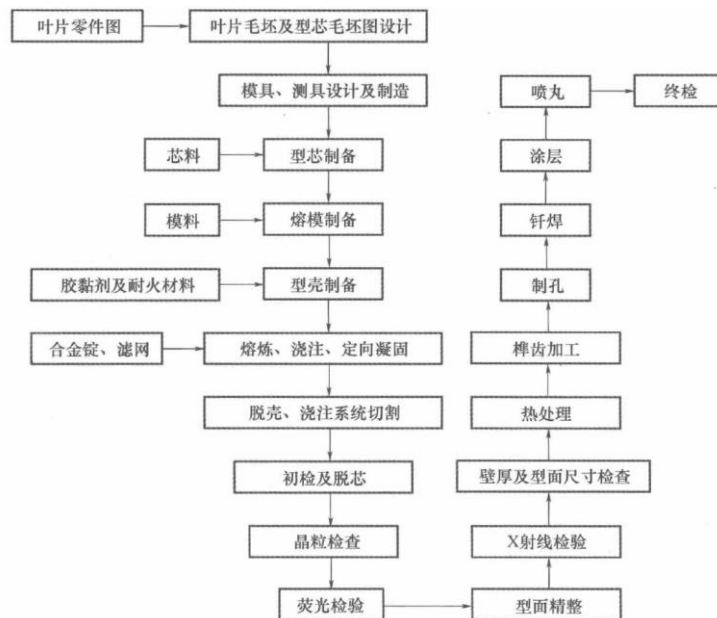 叶片零件图
叶片毛坯及型芯毛坯图设计
模具、测具设计及制造
芯料
型芯制备
模料
熔模制备
胶黏剂及耐火材料
型壳制备
合金锭、滤网
熔炼、浇注、定向凝固
脱壳、浇注系统切割
初检及脱芯
晶粒检查
荧光检验
型面精整
X射线检验
壁厚及型面尺寸检查
热处理
榫齿加工
制孔
钎焊
涂层
喷丸
终检